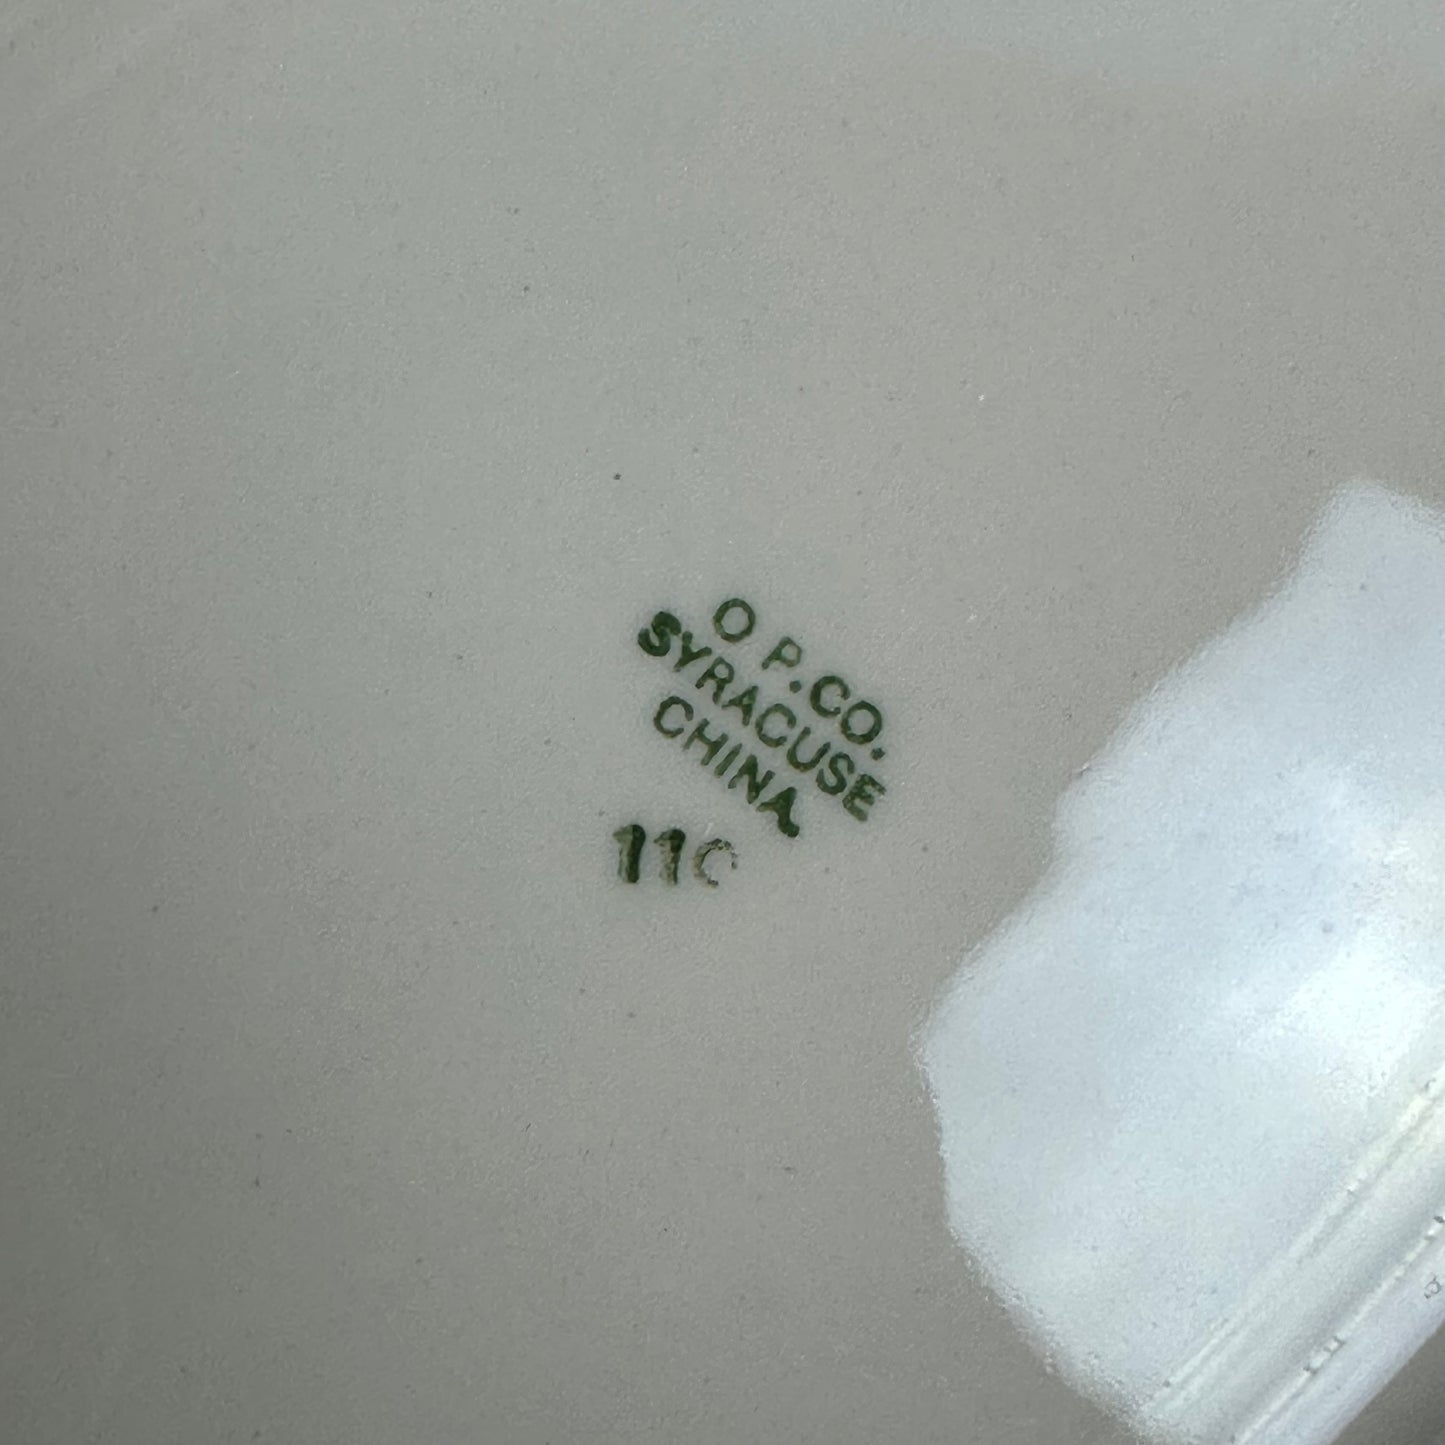 O P.CO.
SYRACUSE
CHINA
11C